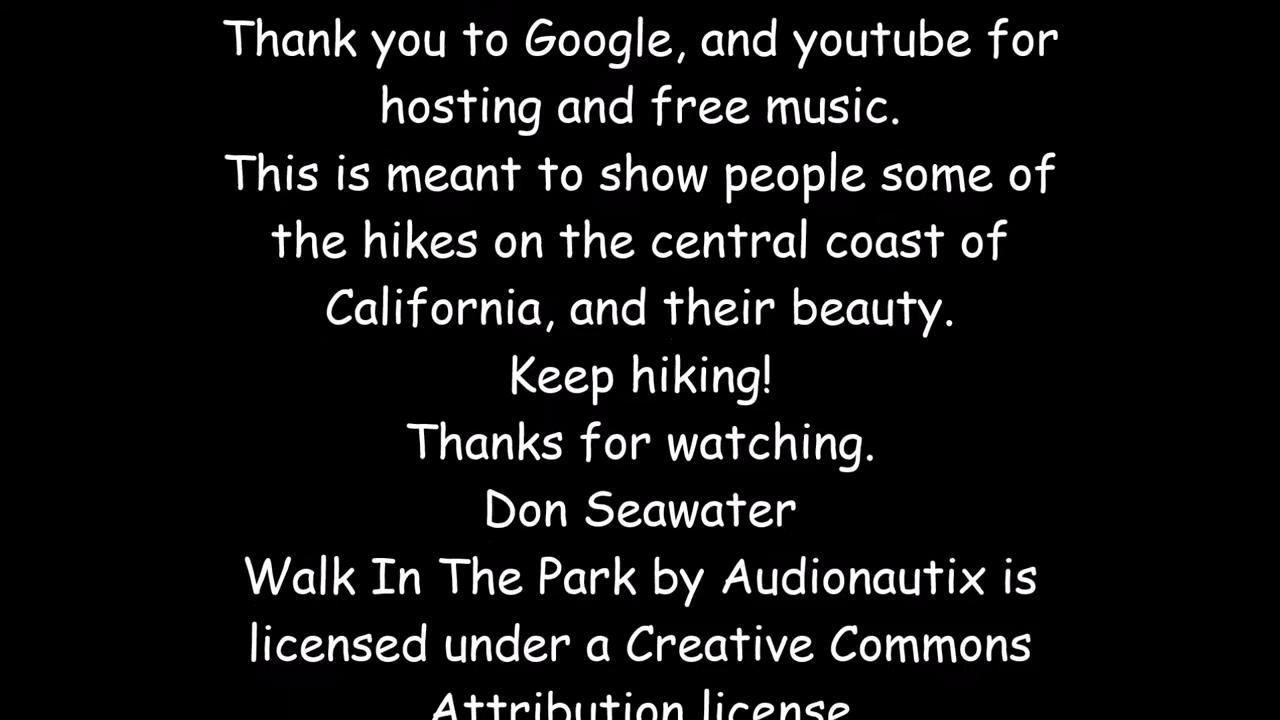 Thank you to Google, and youtube for
hosting and free music.
This is meant to show people some of
the hikes on the central coast of
California, and their beauty.
Keep hiking!
Thanks for watching.
Don Seawater
Walk In The Park by Audionautix is
licensed under a Creative Commons
Attribution license